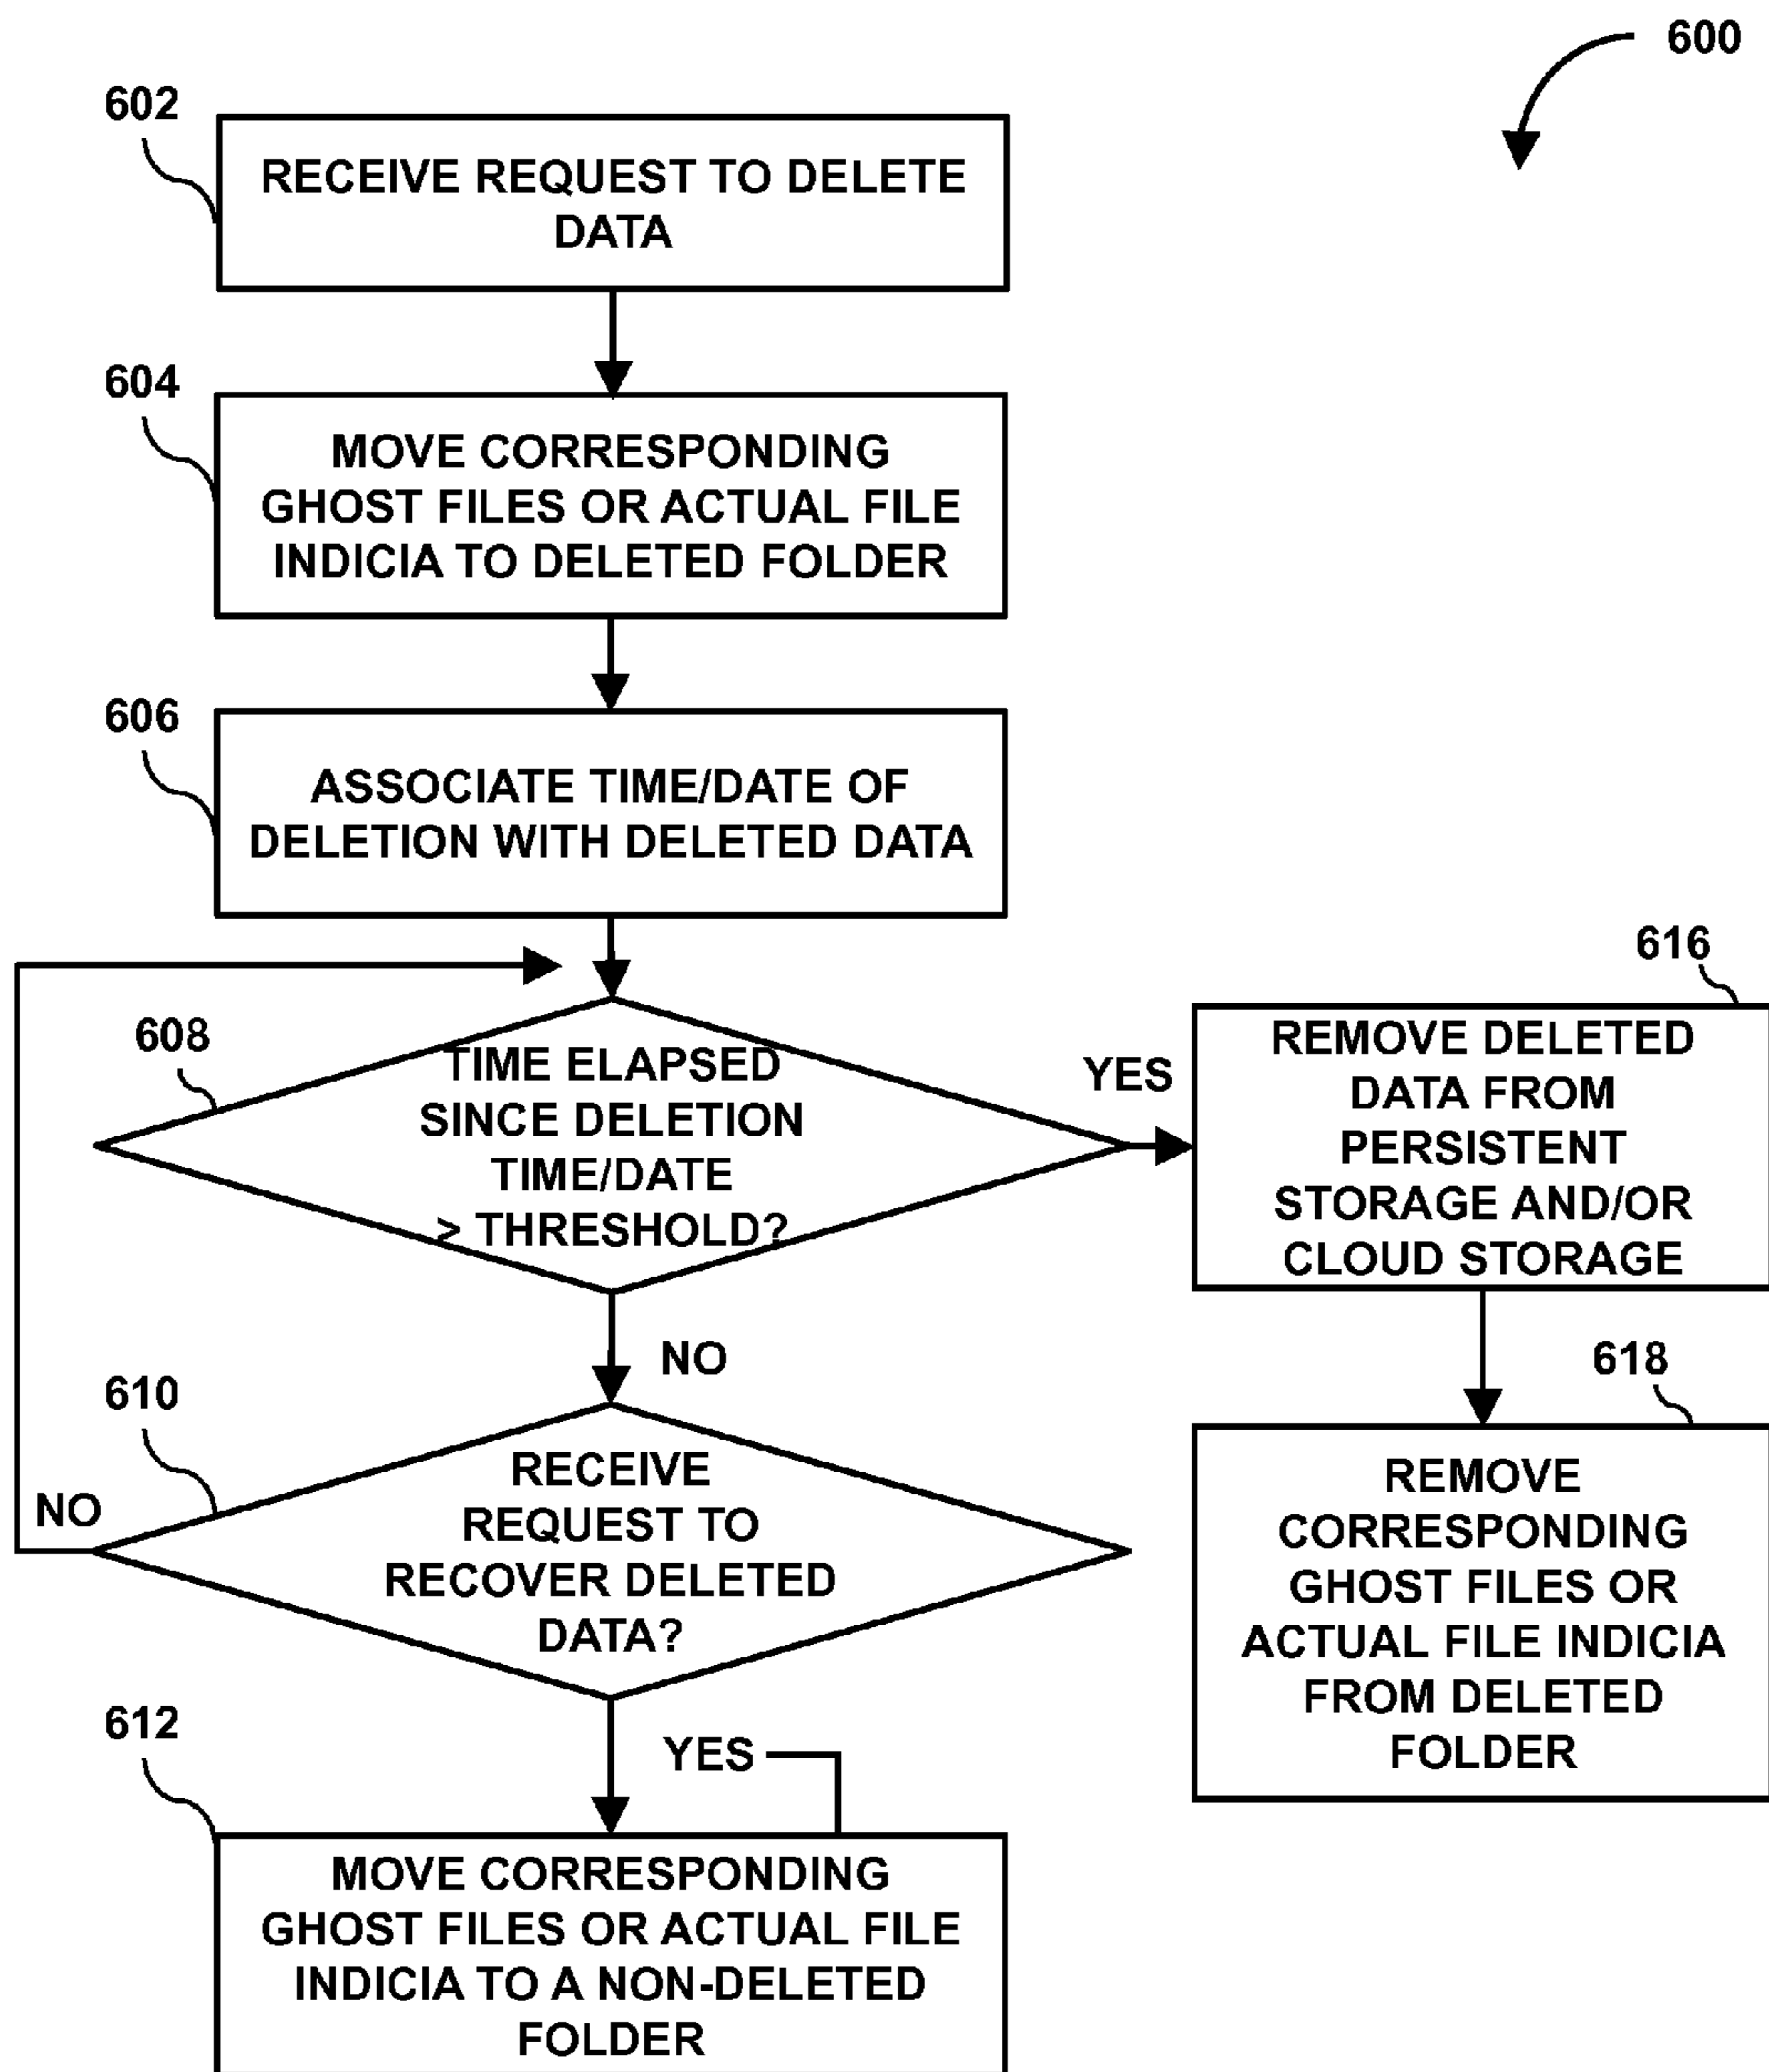 600
602
RECEIVE REQUEST TO DELETE
DATA
604
MOVE CORRESPONDING
GHOST FILES OR ACTUAL FILE
INDICIA TO DELETED FOLDER
606
ASSOCIATE TIME/DATE OF
DELETION WITH DELETED DATA
608
TIME ELAPSED
SINCE DELETION
TIME/DATE
> THRESHOLD?
YES
616
REMOVE DELETED
DATA FROM
PERSISTENT
STORAGE AND/OR
CLOUD STORAGE
NO
610
RECEIVE
REQUEST TO
RECOVER DELETED
DATA?
NO
618
REMOVE
CORRESPONDING
GHOST FILES OR
ACTUAL FILE INDICIA
FROM DELETED
FOLDER
YES
612
MOVE CORRESPONDING
GHOST FILES OR ACTUAL FILE
INDICIA TO A NON-DELETED
FOLDER